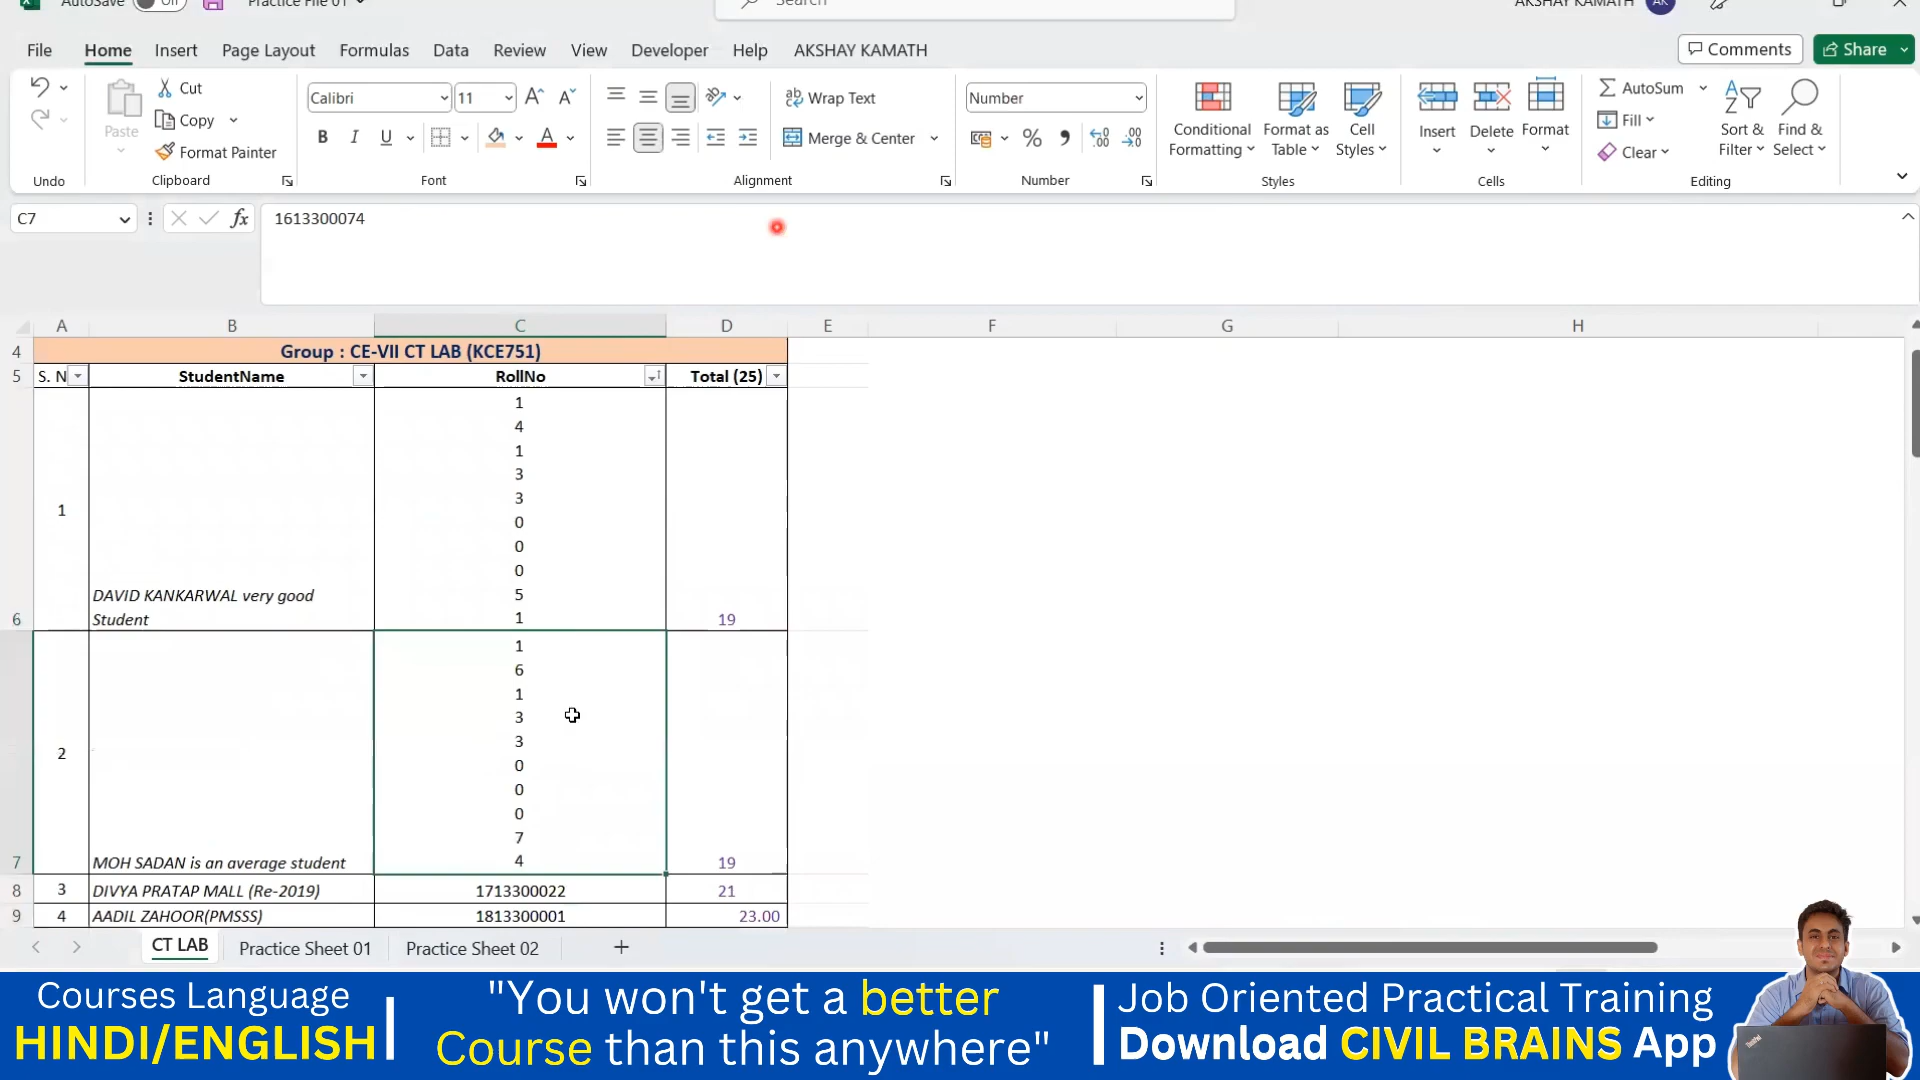 AutoSave Off Practice File 01 Search AKSHAY KAMATH AK
File Home Insert Page Layout Formulas Data Review View Developer Help AKSHAY KAMATH Comments Share
Paste
Cut
Copy
Format Painter
Calibri 11
B I U A
ab Wrap Text
Merge & Center
Number
% , .00
Conditional Formatting
Format as Table
Cell Styles
Insert Delete Format
AutoSum
Fill
Clear
Sort & Filter
Find & Select
Undo Clipboard Font Alignment Number Styles Cells Editing
C7 fx 1613300074
A B C D E F G H
4 Group : CE-VII CT LAB (KCE751)
5 S. N StudentName RollNo Total (25)
1
4
1
3
3
0
0
0
5
1
1
DAVID KANKARWAL very good
Student
6 19
1
6
1
3
3
0
0
0
7
4
2
7 MOH SADAN is an average student 19
8 3 DIVYA PRATAP MALL (Re-2019) 1713300022 21
9 4 AADIL ZAHOOR(PMSSS) 1813300001 23.00
CT LAB Practice Sheet 01 Practice Sheet 02 +
Courses Language
HINDI/ENGLISH
"You won't get a better
Course than this anywhere"
Job Oriented Practical Training
Download CIVIL BRAINS App